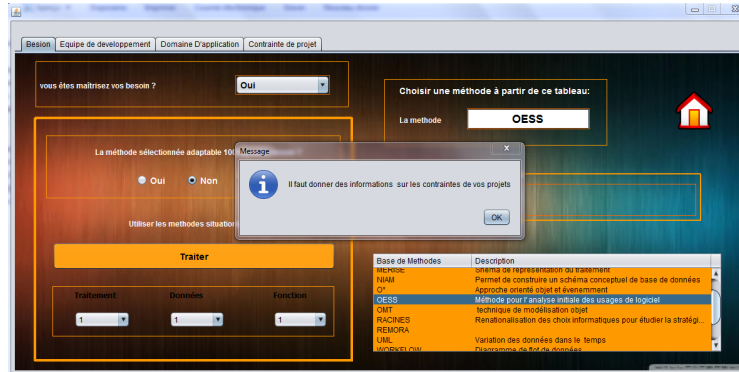 Besion Equipe de developpement Domaine D'application Contrainte de projet
vous êtes maîtrisez vos besoin ? Oui
Choisir une méthode à partir de ce tableau:
La methode OESS
La méthode sélectionnée adaptable 100
Oui Non
Message
Il faut donner des informations sur les contraintes de vos projets
OK
Utiliser les methodes situation
Traiter
Traitement Données Fonction
1 1 1
Base de Methodes Description
MERISE Shema de représentation du traitement
NIAM Permet de construire un schéma conceptuel de base de données
O* Approche orienté objet et évenemment
OESS Méthode pour l' analyse initiale des usages de logiciel
OMT technique de modélisation objet
RACINES Renationalisation des choix informatiques pour étudier la stratégi...
REMORA
UML Variation des données dans le temps
WORKFLOW Diagramme de flot de données